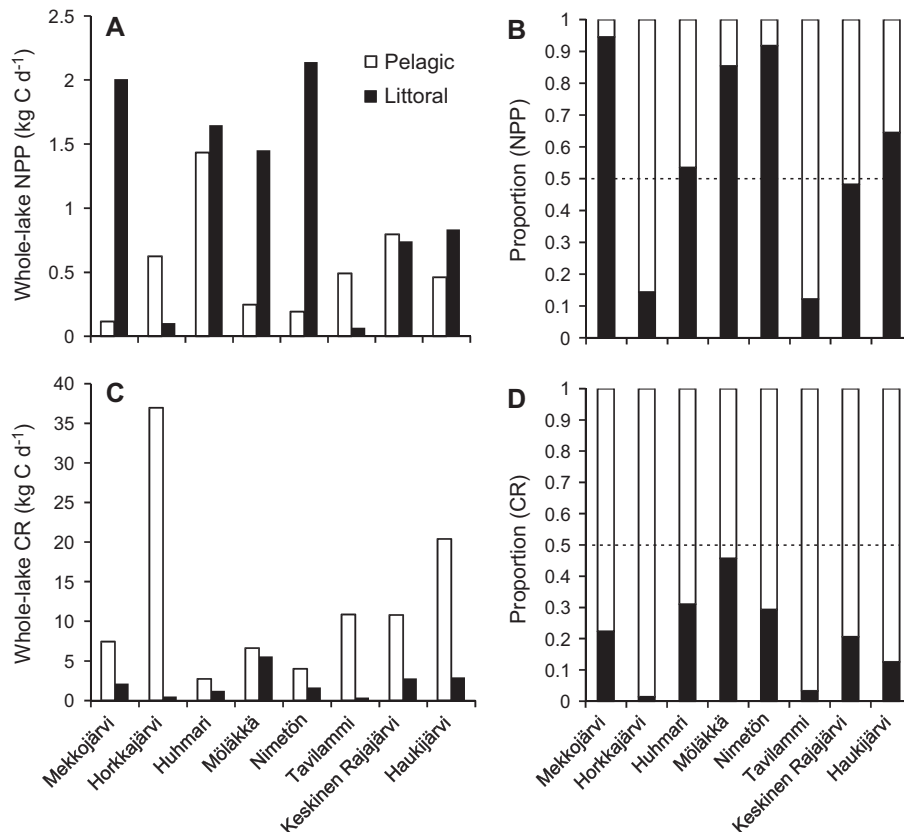 A
Pelagic
Littoral
Whole-lake NPP (kg C d-1)
2.5
2
1.5
1
0.5
0
B
Proportion (NPP)
1
0.9
0.8
0.7
0.6
0.5
0.4
0.3
0.2
0.1
0
C
Whole-lake CR (kg C d-1)
40
35
30
25
20
15
10
5
0
Mekkojärvi
Horkkajärvi
Huhmari
Möläkkä
Nimetön
Tavilammi
Keskinen Rajajärvi
Haukijärvi
D
Proportion (CR)
1
0.9
0.8
0.7
0.6
0.5
0.4
0.3
0.2
0.1
0
Mekkojärvi
Horkkajärvi
Huhmari
Möläkkä
Nimetön
Tavilammi
Keskinen Rajajärvi
Haukijärvi